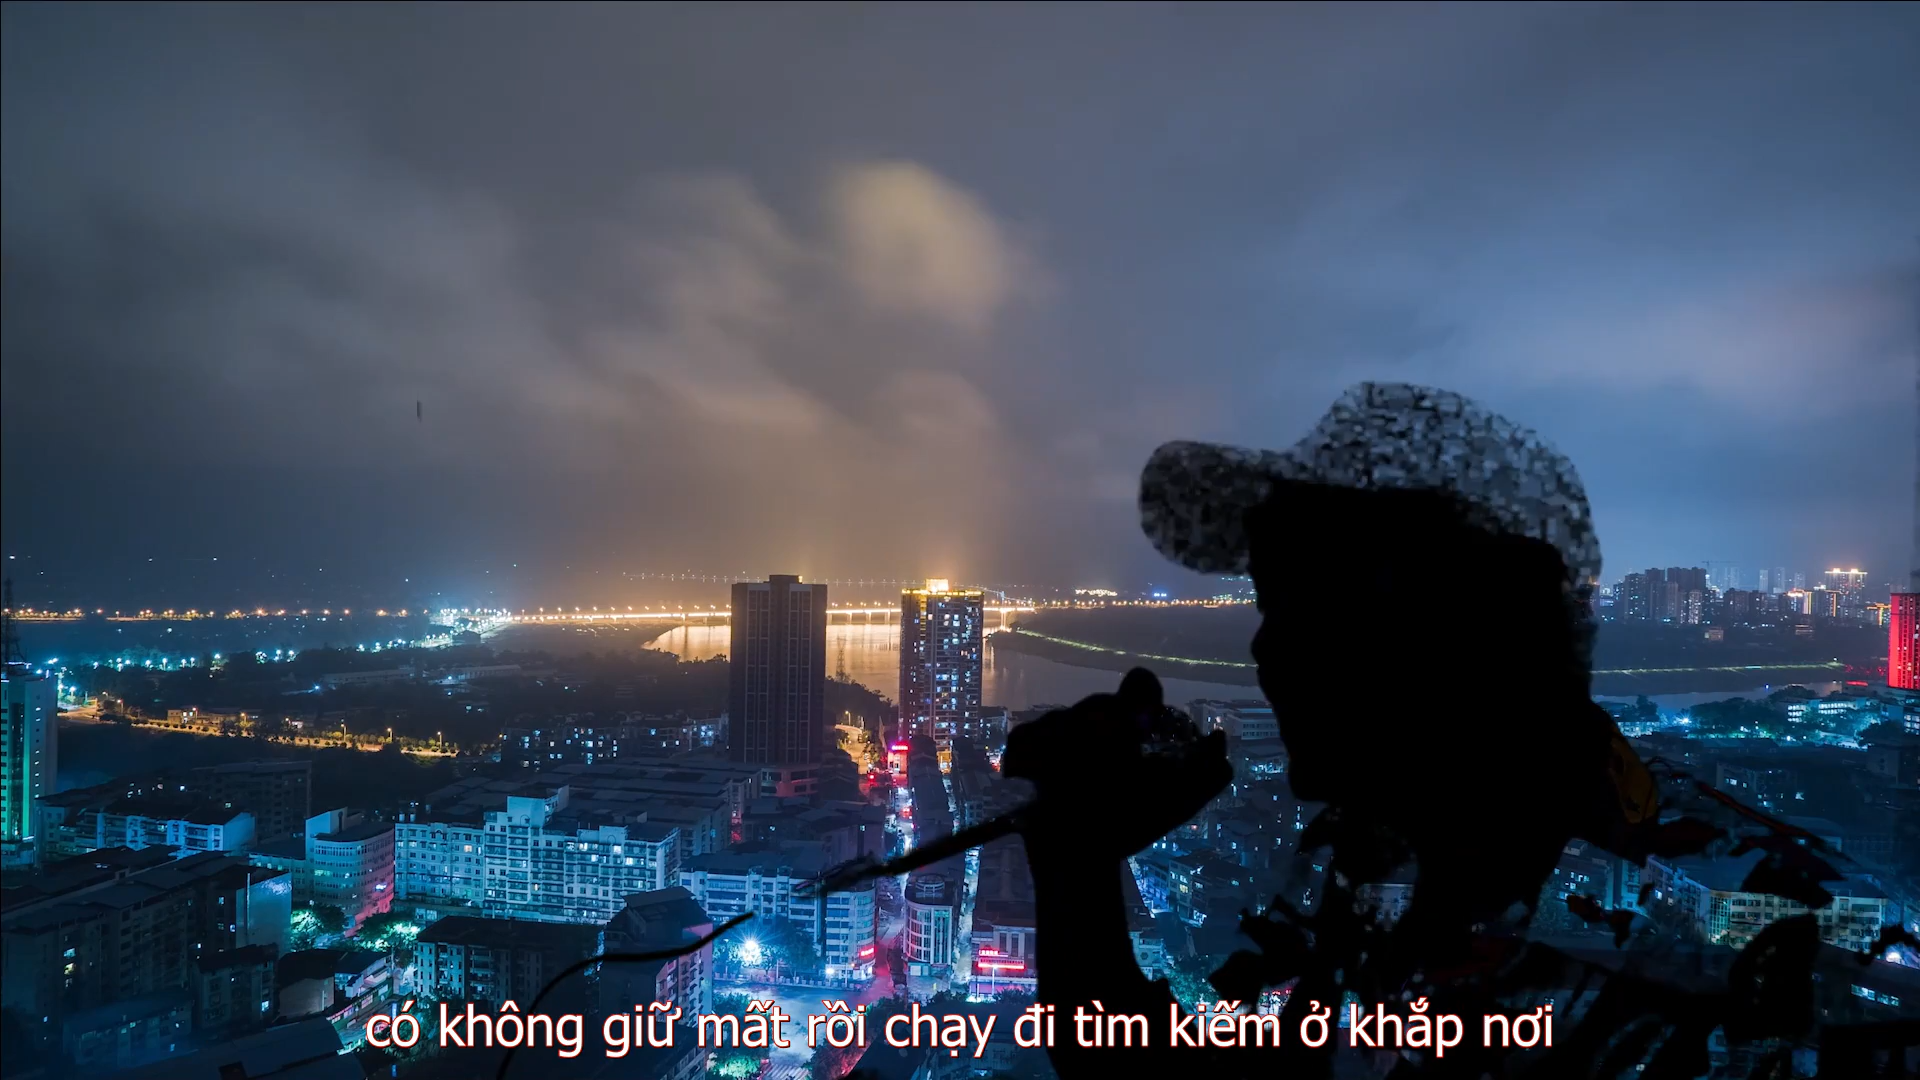 có không giữ mất rồi chạy đi tìm kiếm ở khắp nơi